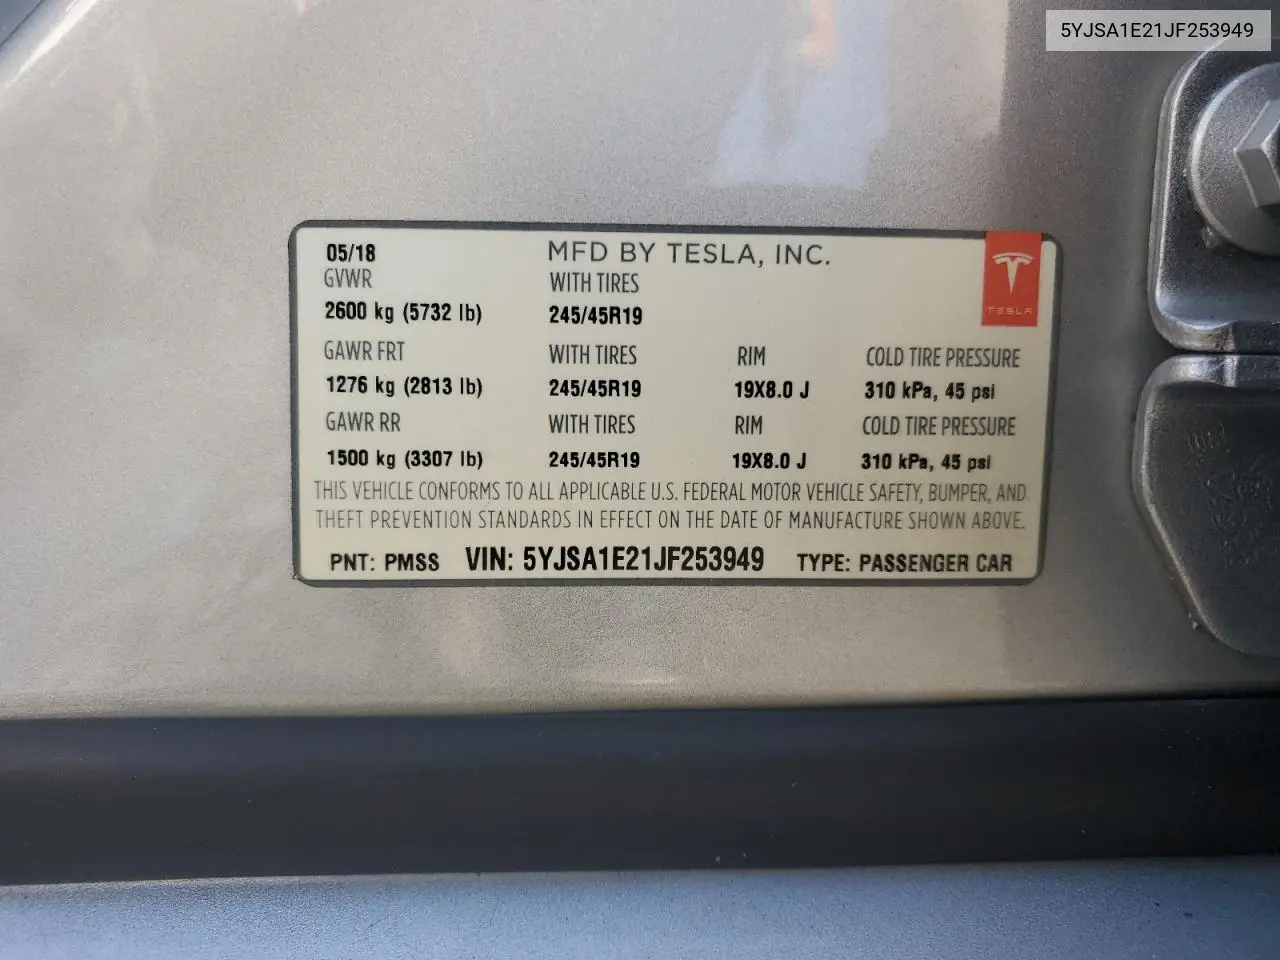 5YJSA1E21JF253949
05/18 MFD BY TESLA, INC.
GVWR WITH TIRES
2600 kg (5732 lb) 245/45R19
TESLA
GAWR FRT WITH TIRES RIM COLD TIRE PRESSURE
1276 kg (2813 lb) 245/45R19 19X8.0 J 310 kPa, 45 psi
GAWR RR WITH TIRES RIM COLD TIRE PRESSURE
1500 kg (3307 lb) 245/45R19 19X8.0 J 310 kPa, 45 psi
THIS VEHICLE CONFORMS TO ALL APPLICABLE U.S. FEDERAL MOTOR VEHICLE SAFETY, BUMPER, AND
THEFT PREVENTION STANDARDS IN EFFECT ON THE DATE OF MANUFACTURE SHOWN ABOVE.
PNT: PMSS VIN: 5YJSA1E21JF253949 TYPE: PASSENGER CAR